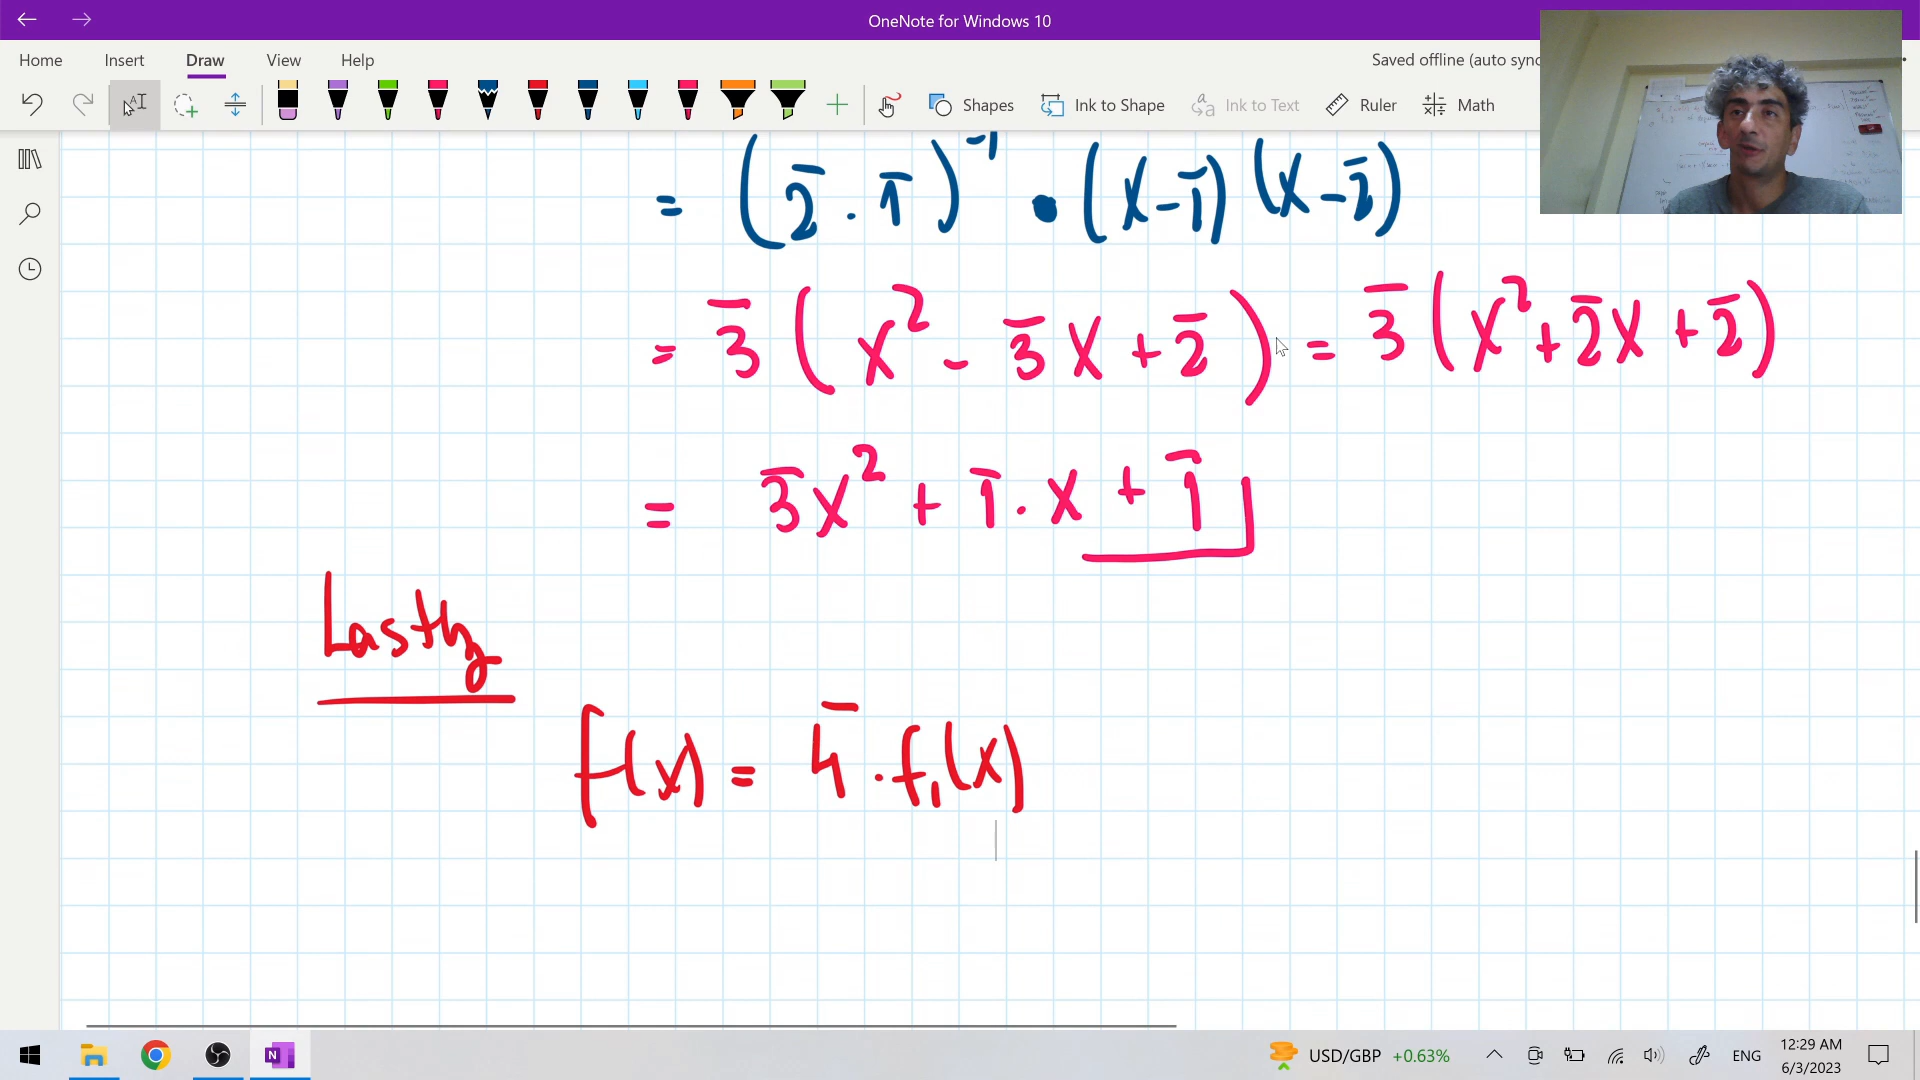 OneNote for Windows 10
Home Insert Draw View Help
Saved offline (auto sync
Shapes Ink to Shape Ink to Text Ruler Math
= (2̄ . 1̄)⁻¹ • (x-1̄)(x-2̄)
= 3̄ (x² - 3̄x + 2̄) = 3̄ (x² + 2̄x + 2̄)
= 3̄x² + 1̄ . x + 1̄
Lastly
f(x) = 4̄ . f₁(x)
USD/GBP +0.63% ENG 12:29 AM
6/3/2023